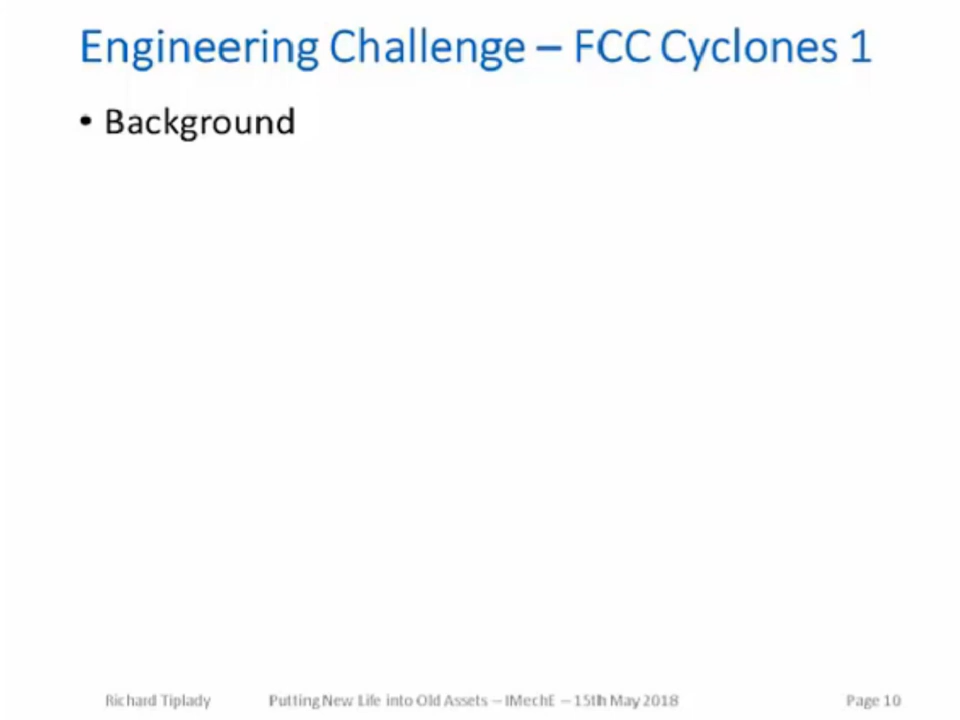 Engineering Challenge – FCC Cyclones 1
• Background
Richard Tiplady Putting New Life into Old Assets – IMechE – 15th May 2018 Page 10